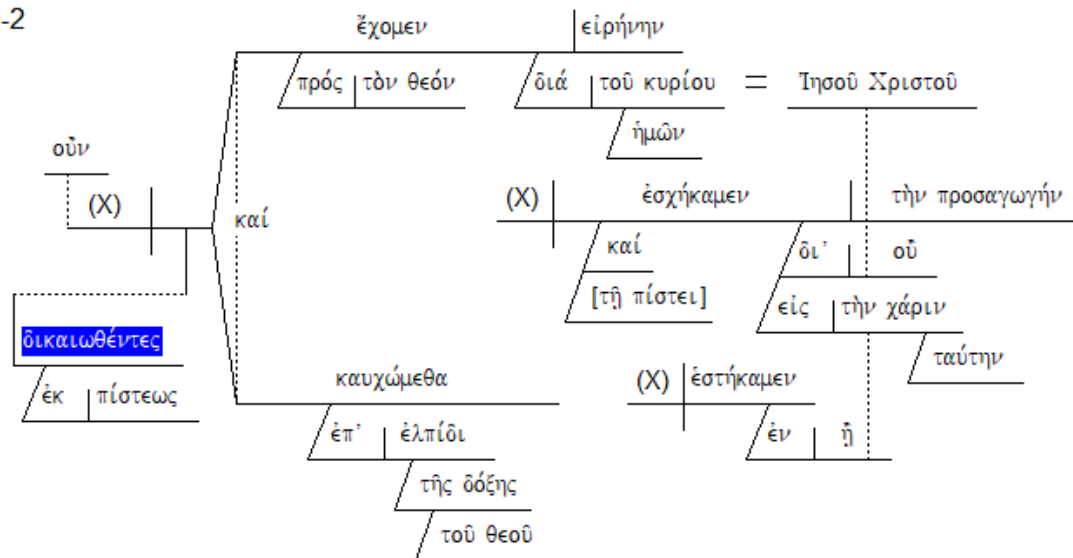 -2
ἔχομεν εἰρήνην
πρός τὸν θεόν διά τοῦ κυρίου = Ἰησοῦ Χριστοῦ
ἡμῶν
οὖν
(X) καί
(X) ἐσχήκαμεν τὴν προσαγωγήν
καί δι' οὗ
[τῇ πίστει] εἰς τὴν χάριν
ταύτην
δικαιωθέντες
ἐκ πίστεως
καυχώμεθα (X) ἑστήκαμεν
ἐπ' ἐλπίδι ἐν ᾗ
τῆς δόξης
τοῦ θεοῦ